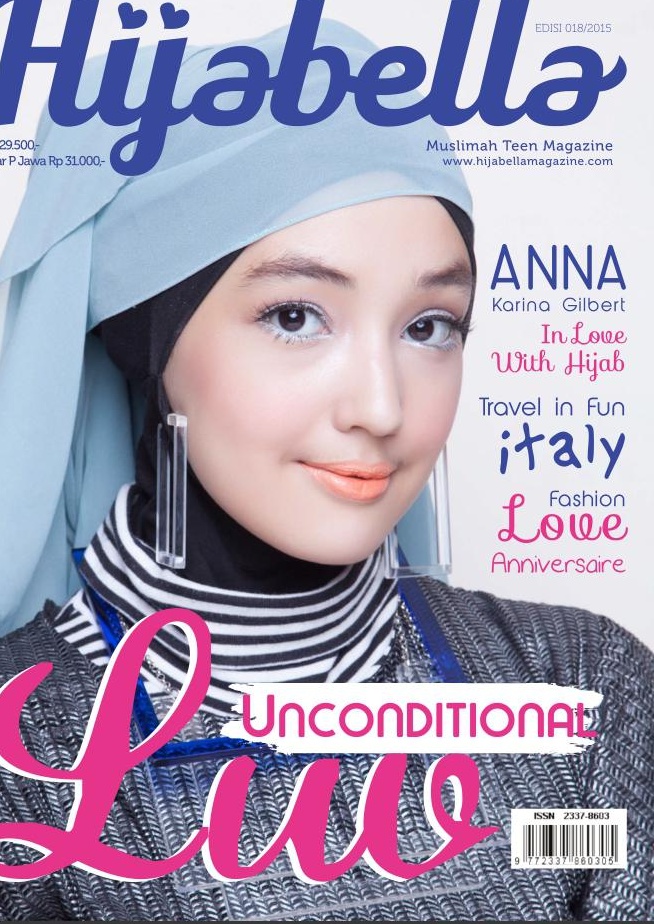 Hijabella
EDISI 018/2015
29.500,-
ar P Jawa Rp 31.000,-
Muslimah Teen Magazine
www.hijabellamagazine.com
ANNA
Karina Gilbert
In Love
With Hijab
Travel in Fun
italy
Fashion
Love
Anniversaire
UNCONDITIONAL
Luv
ISSN 2337-8603
9 772337 860305